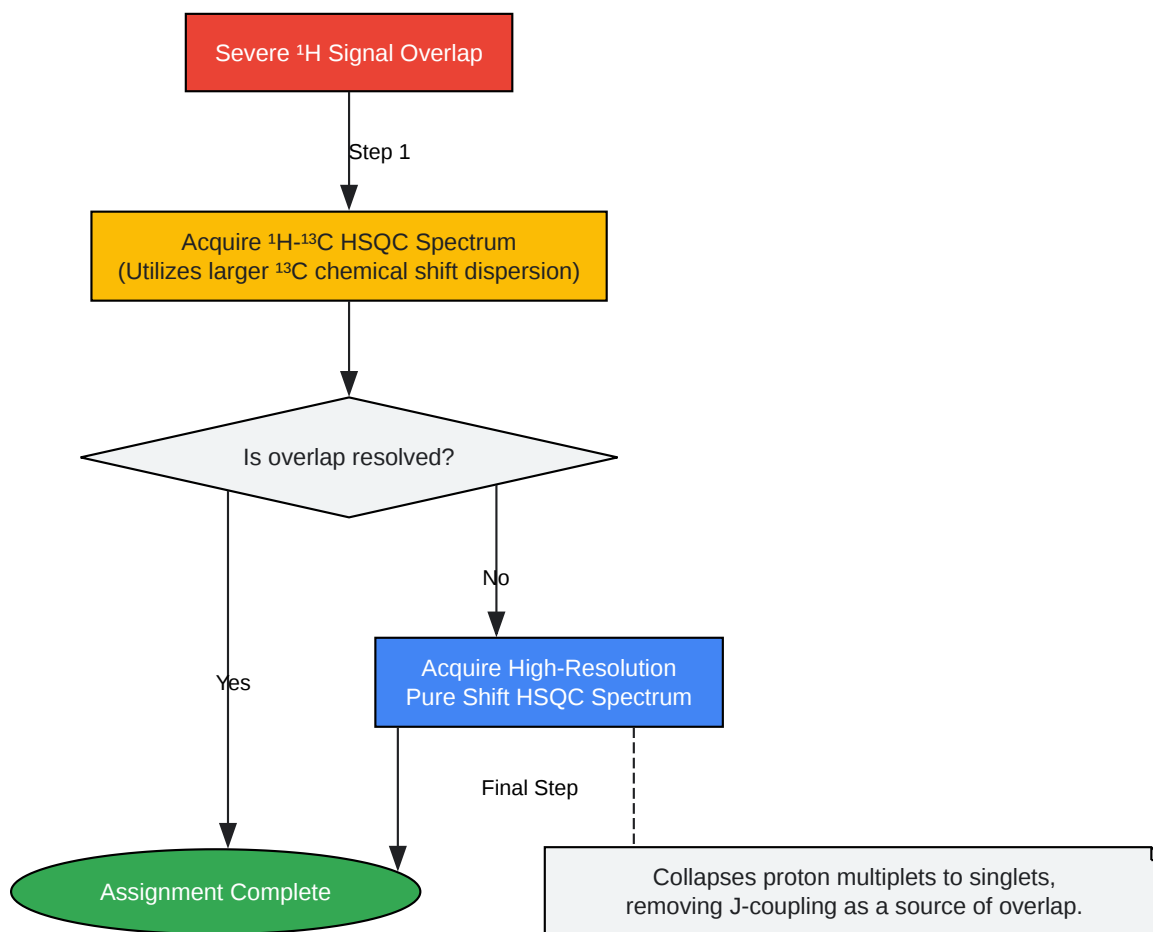 Severe ¹H Signal Overlap
Step 1
Acquire ¹H-¹³C HSQC Spectrum
(Utilizes larger ¹³C chemical shift dispersion)
Is overlap resolved?
No
Acquire High-Resolution
Pure Shift HSQC Spectrum
Yes
Final Step
Assignment Complete
Collapses proton multiplets to singlets,
removing J-coupling as a source of overlap.